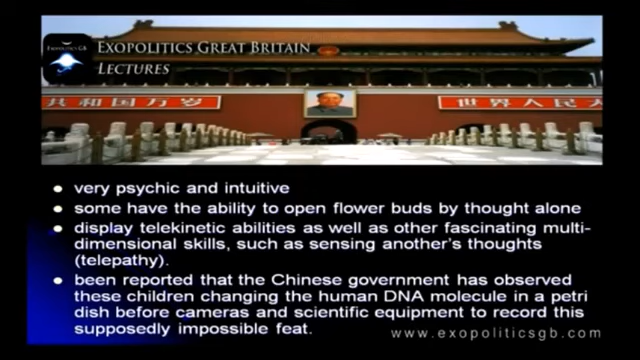 EXOPOLITICS GREAT BRITAIN
LECTURES
EXOPOLITICS GB
共和国万岁
世界人民大
very psychic and intuitive
some have the ability to open flower buds by thought alone
display telekinetic abilities as well as other fascinating multi-
dimensional skills, such as sensing another's thoughts
(telepathy).
been reported that the Chinese government has observed
these children changing the human DNA molecule in a petri
dish before cameras and scientific equipment to record this
supposedly impossible feat.
www.exopoliticsgb.com